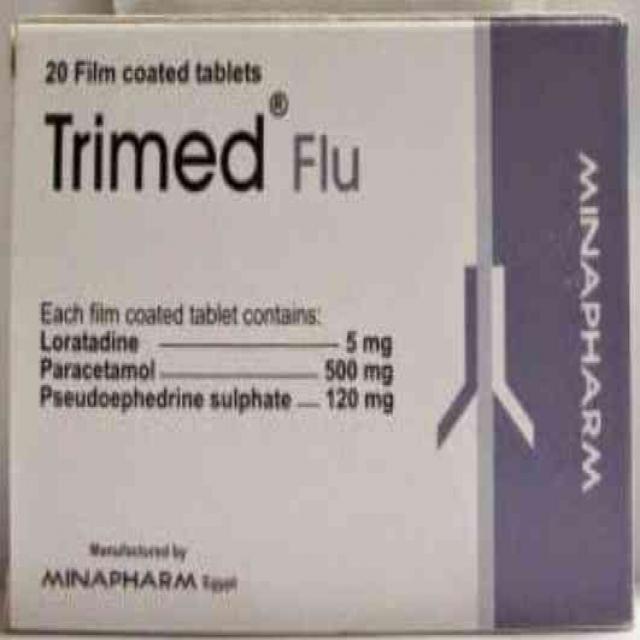 20 Film coated tablets
Trimed® Flu
Each film coated tablet contains:
Loratadine 5 mg
Paracetamol 500 mg
Pseudoephedrine sulphate 120 mg
Manufactured by
MINAPHARM Egypt
MINAPHARM